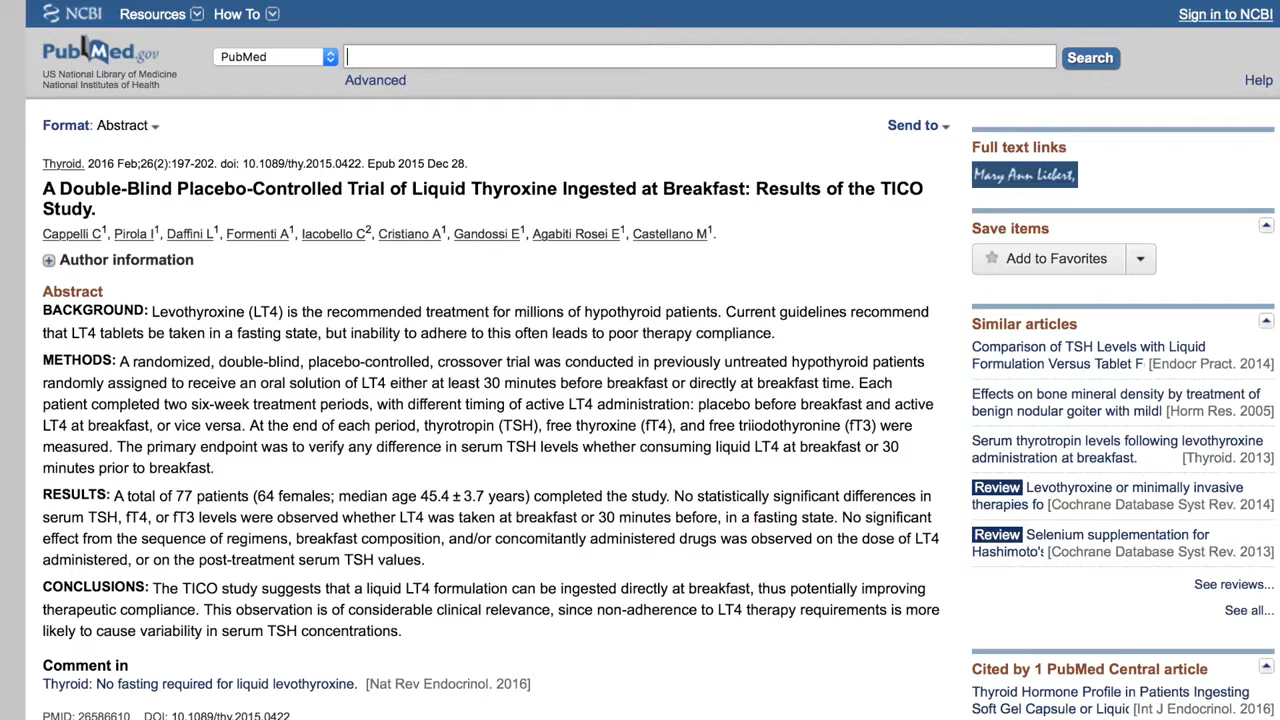 NCBI Resources How To Sign in to NCBI
PubMed.gov
US National Library of Medicine
National Institutes of Health
PubMed
Search
Advanced
Help
Format: Abstract
Send to
Thyroid. 2016 Feb;26(2):197-202. doi: 10.1089/thy.2015.0422. Epub 2015 Dec 28.
A Double-Blind Placebo-Controlled Trial of Liquid Thyroxine Ingested at Breakfast: Results of the TICO
Study.
Cappelli C1, Pirola I1, Daffini L1, Formenti A1, Iacobello C2, Cristiano A1, Gandossi E1, Agabiti Rosei E1, Castellano M1.
Author information
Abstract
BACKGROUND: Levothyroxine (LT4) is the recommended treatment for millions of hypothyroid patients. Current guidelines recommend
that LT4 tablets be taken in a fasting state, but inability to adhere to this often leads to poor therapy compliance.
METHODS: A randomized, double-blind, placebo-controlled, crossover trial was conducted in previously untreated hypothyroid patients
randomly assigned to receive an oral solution of LT4 either at least 30 minutes before breakfast or directly at breakfast time. Each
patient completed two six-week treatment periods, with different timing of active LT4 administration: placebo before breakfast and active
LT4 at breakfast, or vice versa. At the end of each period, thyrotropin (TSH), free thyroxine (fT4), and free triiodothyronine (fT3) were
measured. The primary endpoint was to verify any difference in serum TSH levels whether consuming liquid LT4 at breakfast or 30
minutes prior to breakfast.
RESULTS: A total of 77 patients (64 females; median age 45.4 ± 3.7 years) completed the study. No statistically significant differences in
serum TSH, fT4, or fT3 levels were observed whether LT4 was taken at breakfast or 30 minutes before, in a fasting state. No significant
effect from the sequence of regimens, breakfast composition, and/or concomitantly administered drugs was observed on the dose of LT4
administered, or on the post-treatment serum TSH values.
CONCLUSIONS: The TICO study suggests that a liquid LT4 formulation can be ingested directly at breakfast, thus potentially improving
therapeutic compliance. This observation is of considerable clinical relevance, since non-adherence to LT4 therapy requirements is more
likely to cause variability in serum TSH concentrations.
Comment in
Thyroid: No fasting required for liquid levothyroxine. [Nat Rev Endocrinol. 2016]
PMID: 26586610 DOI: 10.1089/thy.2015.0422
Full text links
Mary Ann Liebert,
Save items
Add to Favorites
Similar articles
Comparison of TSH Levels with Liquid
Formulation Versus Tablet F [Endocr Pract. 2014]
Effects on bone mineral density by treatment of
benign nodular goiter with mildl [Horm Res. 2005]
Serum thyrotropin levels following levothyroxine
administration at breakfast. [Thyroid. 2013]
Review Levothyroxine or minimally invasive
therapies fo [Cochrane Database Syst Rev. 2014]
Review Selenium supplementation for
Hashimoto's [Cochrane Database Syst Rev. 2013]
See reviews...
See all...
Cited by 1 PubMed Central article
Thyroid Hormone Profile in Patients Ingesting
Soft Gel Capsule or Liquic [Int J Endocrinol. 2016]